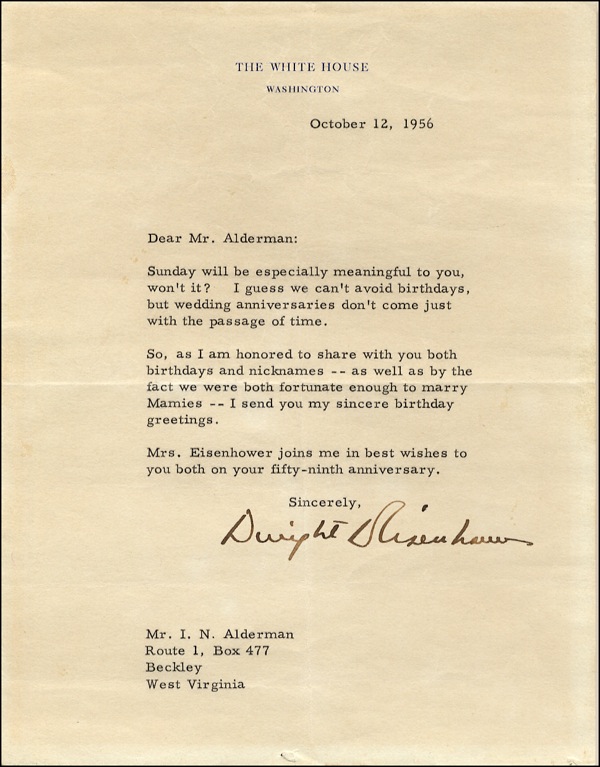 THE WHITE HOUSE
WASHINGTON
October 12, 1956
Dear Mr. Alderman:
Sunday will be especially meaningful to you,
won't it? I guess we can't avoid birthdays,
but wedding anniversaries don't come just
with the passage of time.
So, as I am honored to share with you both
birthdays and nicknames -- as well as by the
fact we were both fortunate enough to marry
Mamies -- I send you my sincere birthday
greetings.
Mrs. Eisenhower joins me in best wishes to
you both on your fifty-ninth anniversary.
Sincerely,
Dwight D Eisenhower
Mr. I. N. Alderman
Route 1, Box 477
Beckley
West Virginia